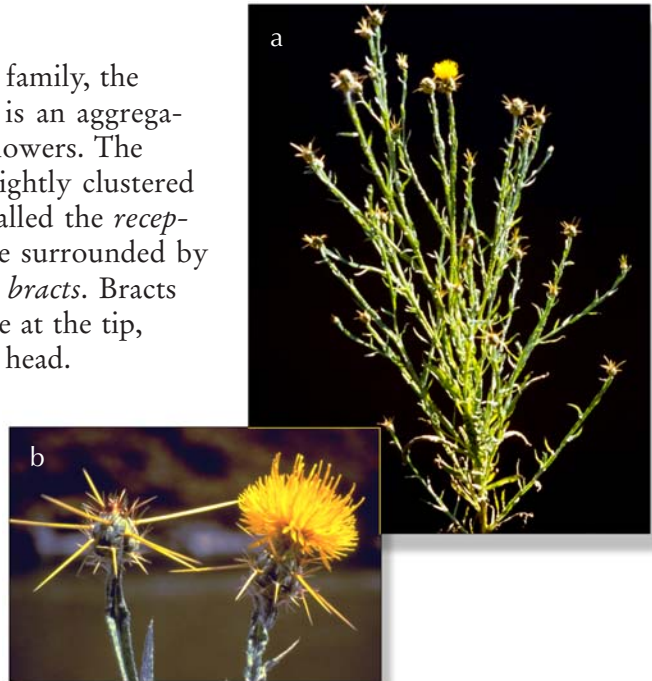 family, the
is an aggrega-
lowers. The
ightly clustered
alled the recep-
e surrounded by
bracts. Bracts
e at the tip,
head.
a
b